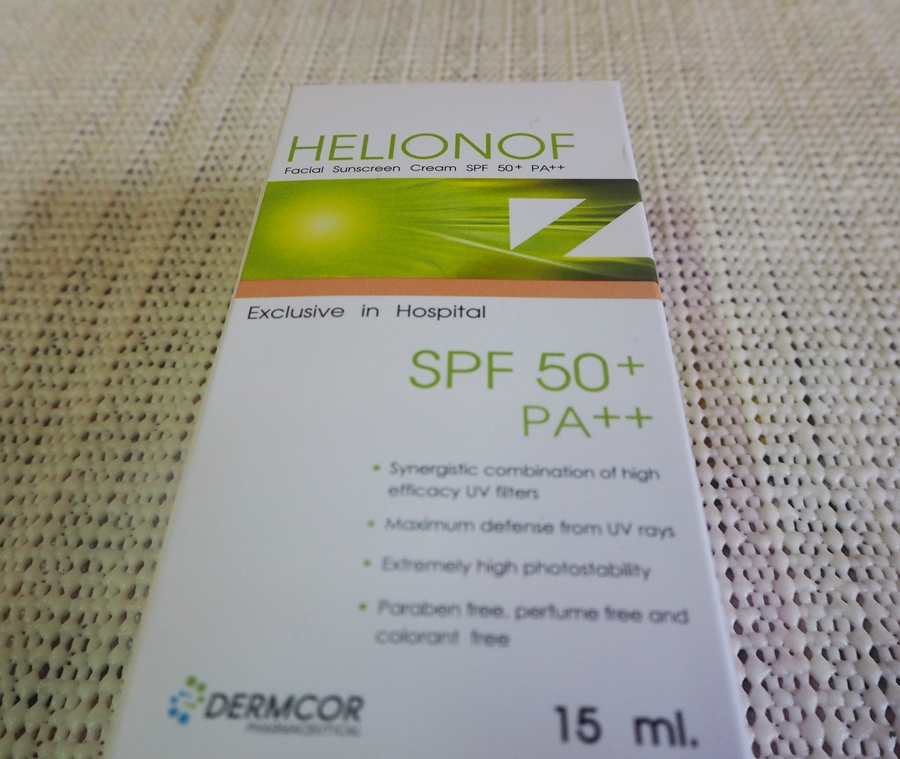 HELIONOF
Facial Sunscreen Cream SPF 50+ PA++
Exclusive in Hospital
SPF 50+
PA++
• Synergistic combination of high
efficacy UV filters
• Maximum defense from UV rays
• Extremely high photostability
• Paraben free, perfume free and
colorant free
DERMCOR
PHARMACEUTICAL
15 ml.